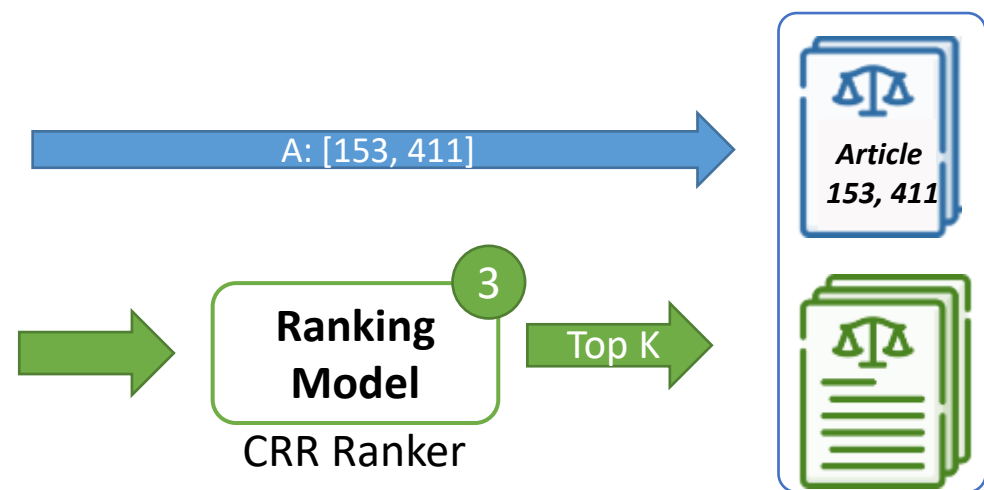 A: [153, 411]
Article
153, 411
3
Ranking
Model
Top K
CRR Ranker